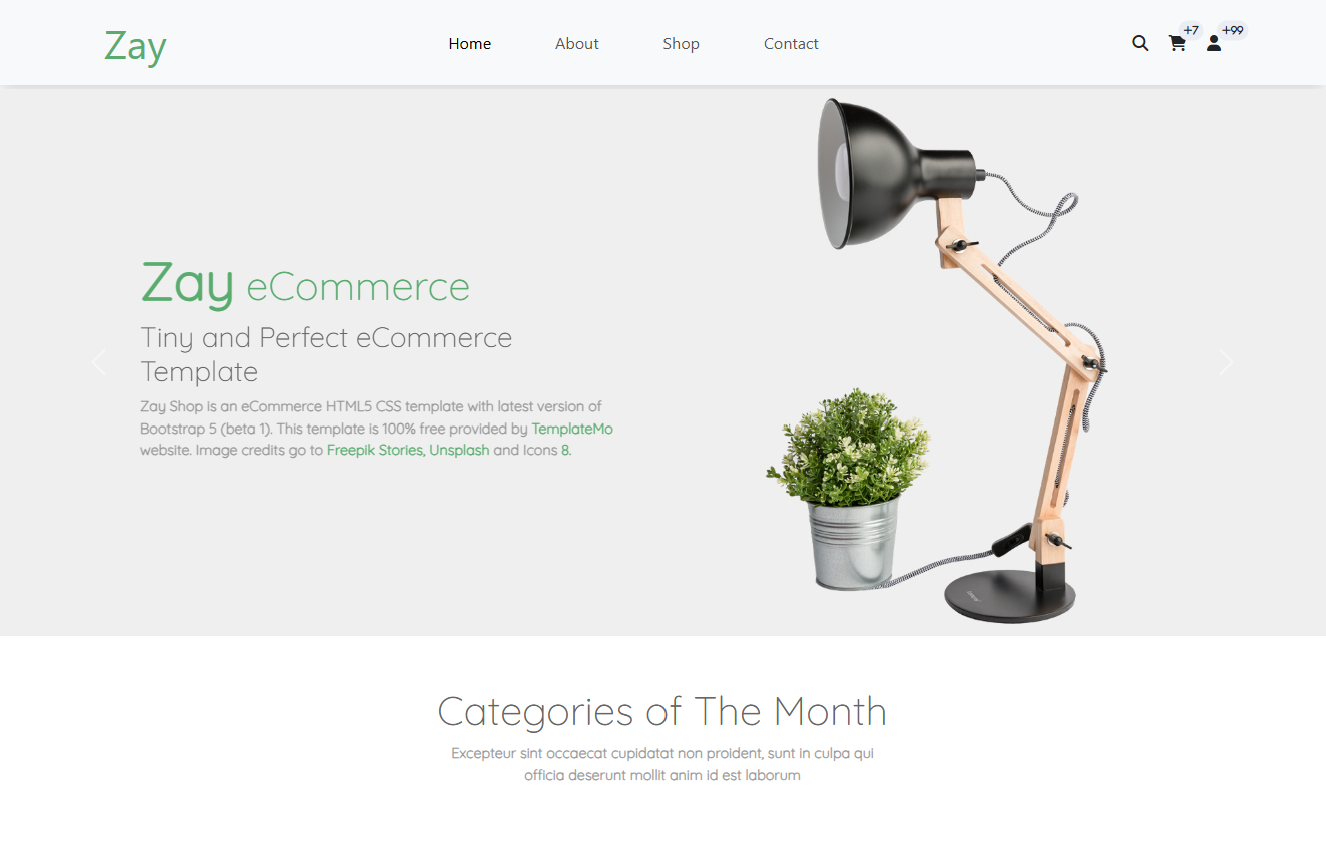 Zay
Home About Shop Contact
+7 +99
Zay eCommerce
Tiny and Perfect eCommerce
Template
Zay Shop is an eCommerce HTML5 CSS template with latest version of
Bootstrap 5 (beta 1). This template is 100% free provided by TemplateMo
website. Image credits go to Freepik Stories, Unsplash and Icons 8.
Categories of The Month
Excepteur sint occaecat cupidatat non proident, sunt in culpa qui
officia deserunt mollit anim id est laborum